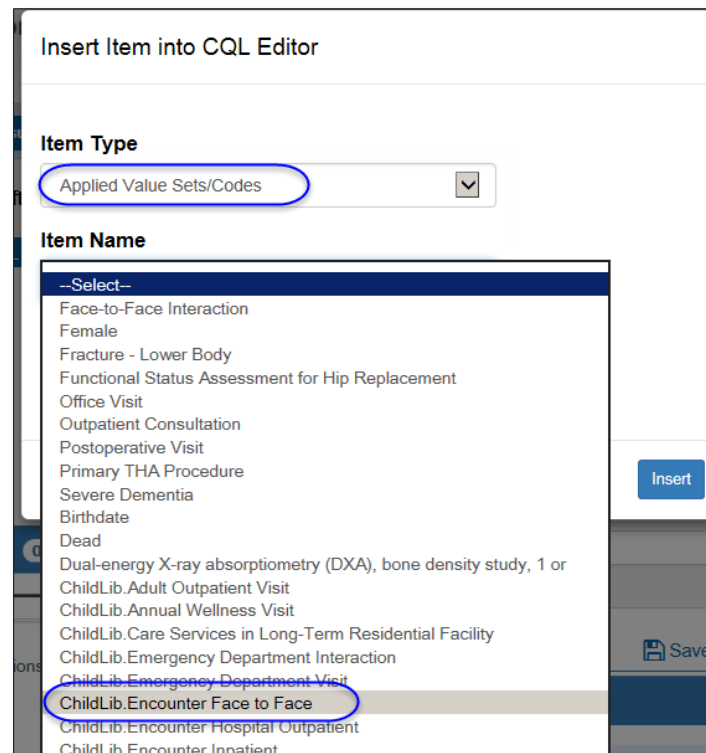 Insert Item into CQL Editor
Item Type
Applied Value Sets/Codes
Item Name
--Select--
Face-to-Face Interaction
Female
Fracture - Lower Body
Functional Status Assessment for Hip Replacement
Office Visit
Outpatient Consultation
Postoperative Visit
Primary THA Procedure
Insert
Severe Dementia
Birthdate
Dead
Dual-energy X-ray absorptiometry (DXA), bone density study, 1 or
ChildLib.Adult Outpatient Visit
ChildLib.Annual Wellness Visit
ChildLib.Care Services in Long-Term Residential Facility
Save
ChildLib.Emergency Department Interaction
ions
ChildLib.Emergency Department Visit
ChildLib.Encounter Face to Face
ChildLib.Encounter Hospital Outpatient
ChildLib.Encounter Inpatient